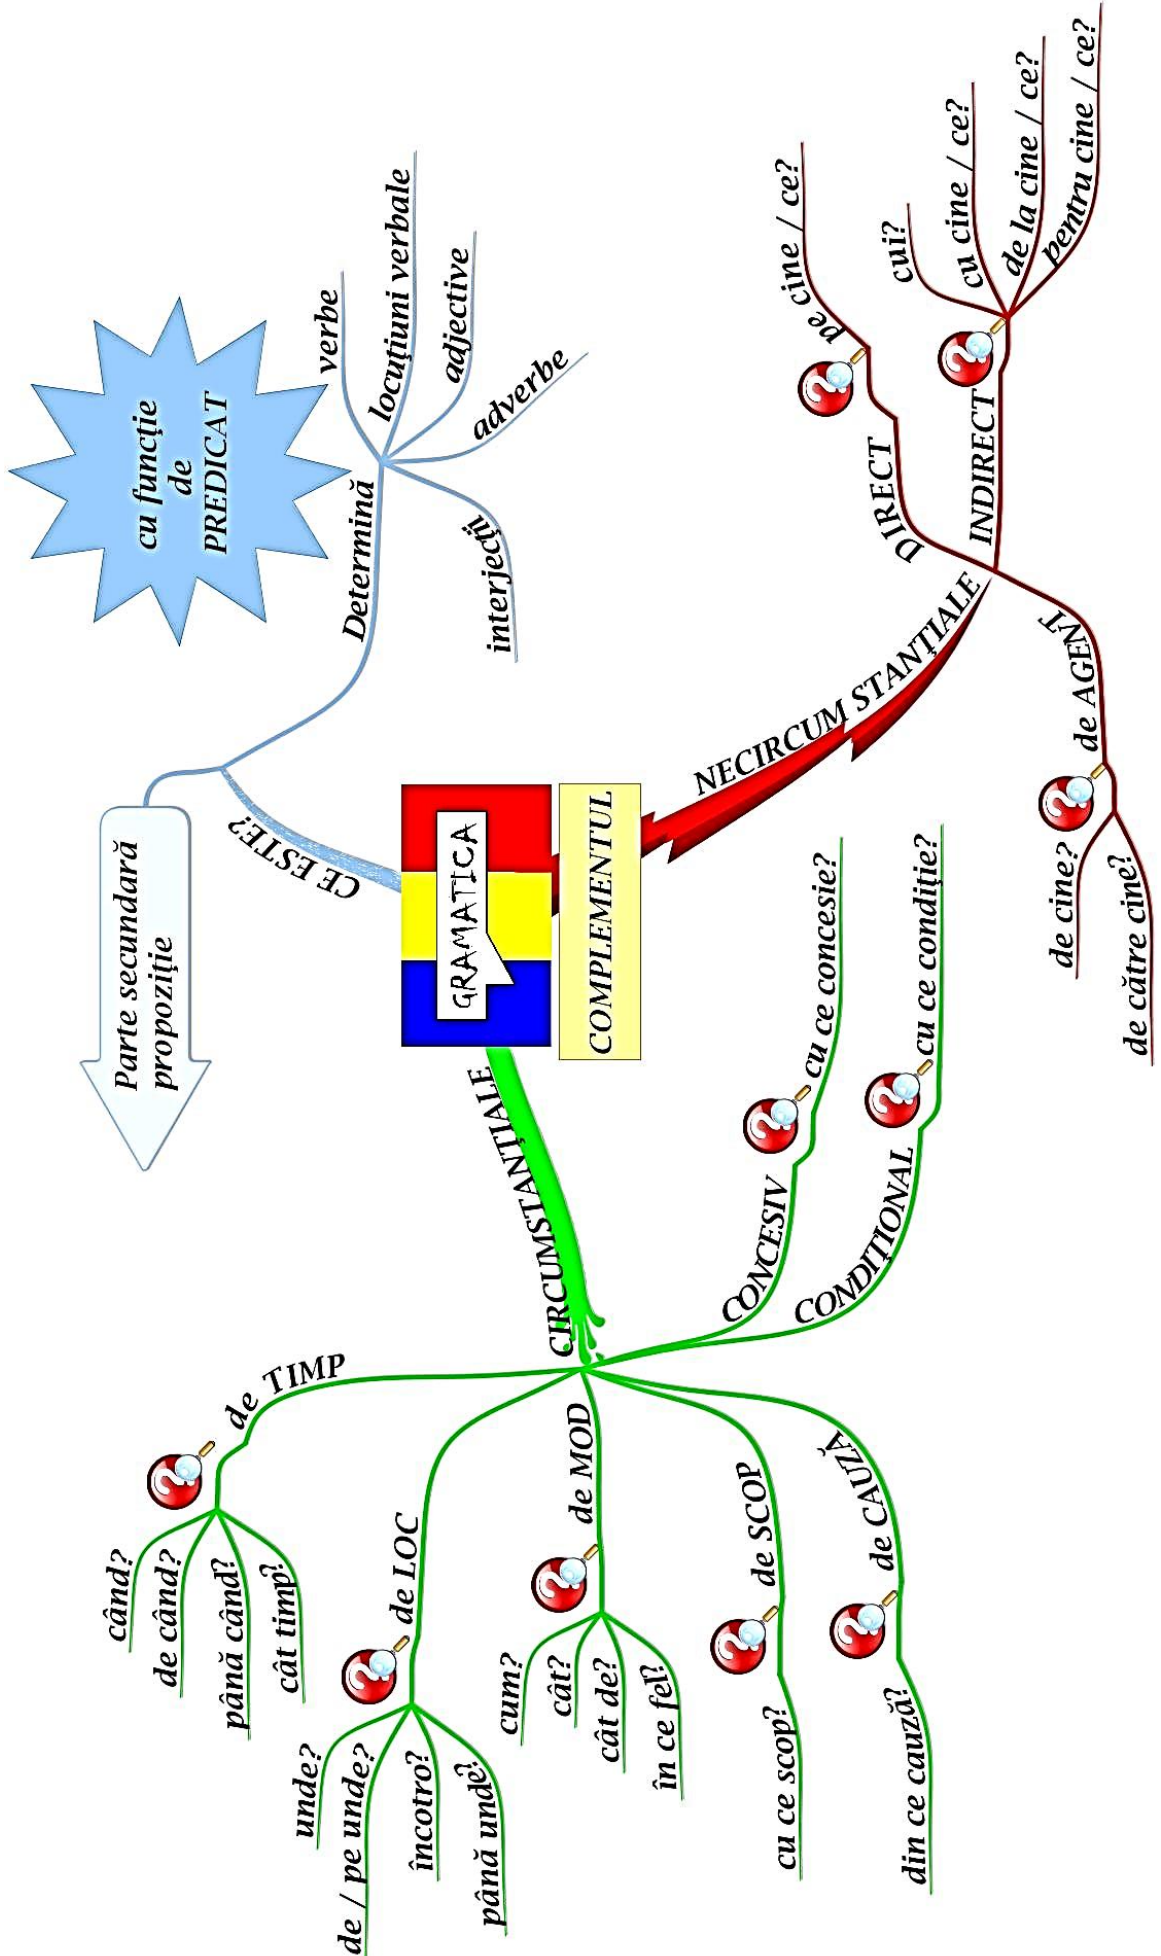 GRAMATICA
COMPLEMENTUL
CE ESTE?
Parte secundară
propoziție
Determină
verbe
locuțiuni verbale
adjective
adverbe
interjecții
cu funcție
de
PREDICAT
NECIRCUM STANȚIALE
DIRECT
pe cine / ce?
INDIRECT
cui?
cu cine / ce?
de la cine / ce?
pentru cine / ce?
de AGENT
de cine?
de către cine?
CIRCUMSTANȚIALE
de TIMP
când?
de când?
până când?
cât timp?
de LOC
unde?
de / pe unde?
încotro?
până unde?
de MOD
cum?
cât?
cât de?
în ce fel?
de SCOP
cu ce scop?
de CAUZĂ
din ce cauză?
CONCESIV
cu ce concesie?
CONDIȚIONAL
cu ce condiție?